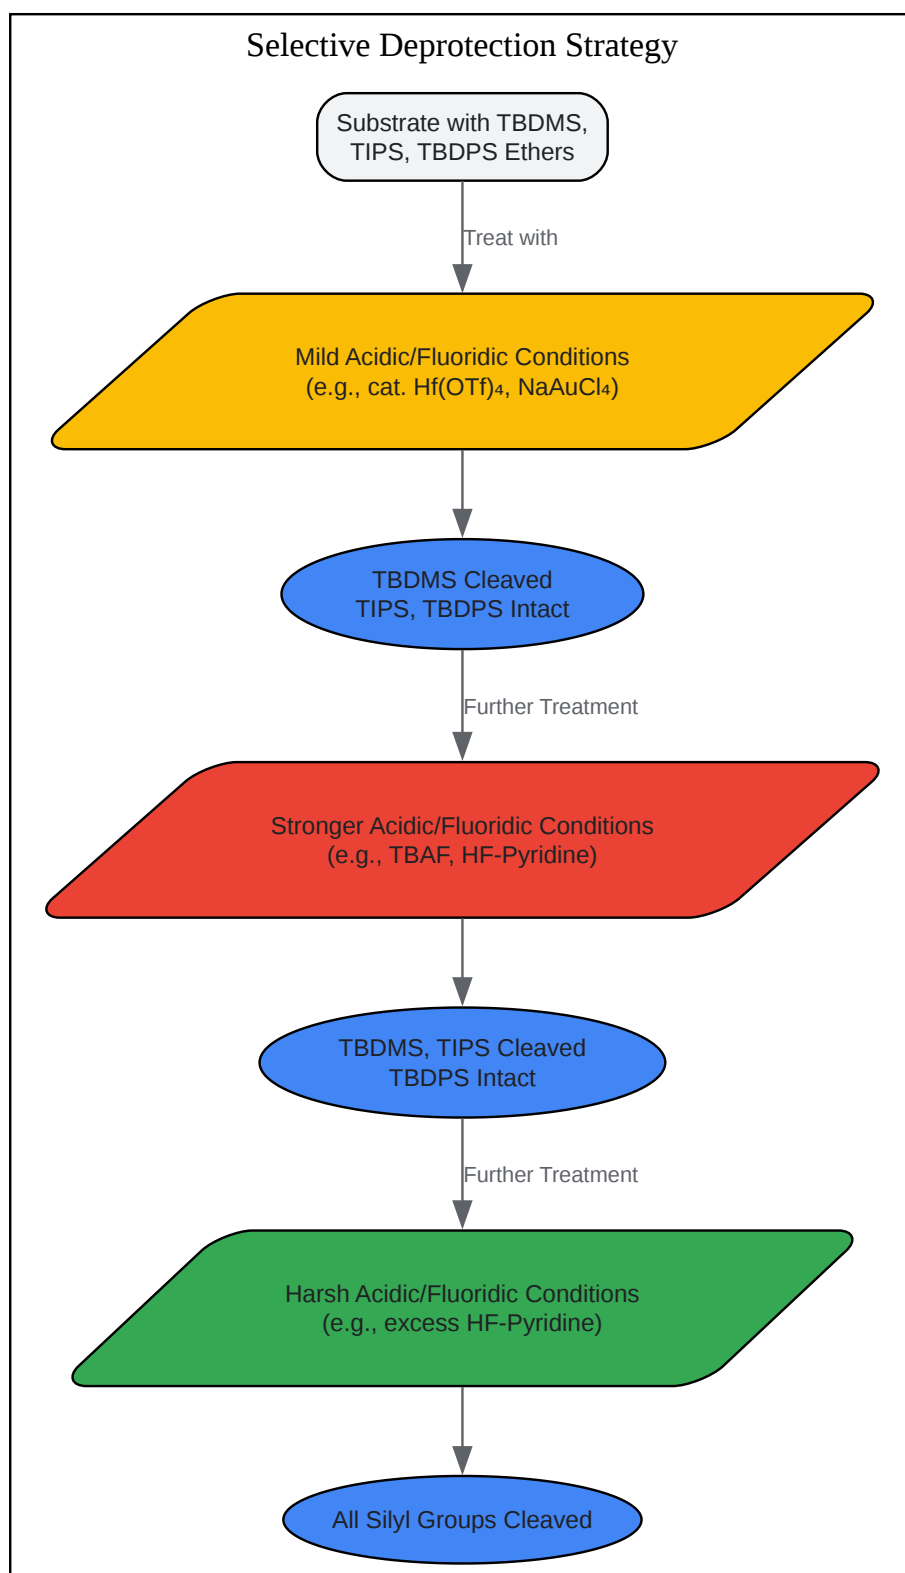 Selective Deprotection Strategy
Substrate with TBDMS,
TIPS, TBDPS Ethers
Treat with
Mild Acidic/Fluoridic Conditions
(e.g., cat. Hf(OTf)₄, NaAuCl₄)
TBDMS Cleaved
TIPS, TBDPS Intact
Further Treatment
Stronger Acidic/Fluoridic Conditions
(e.g., TBAF, HF-Pyridine)
TBDMS, TIPS Cleaved
TBDPS Intact
Further Treatment
Harsh Acidic/Fluoridic Conditions
(e.g., excess HF-Pyridine)
All Silyl Groups Cleaved